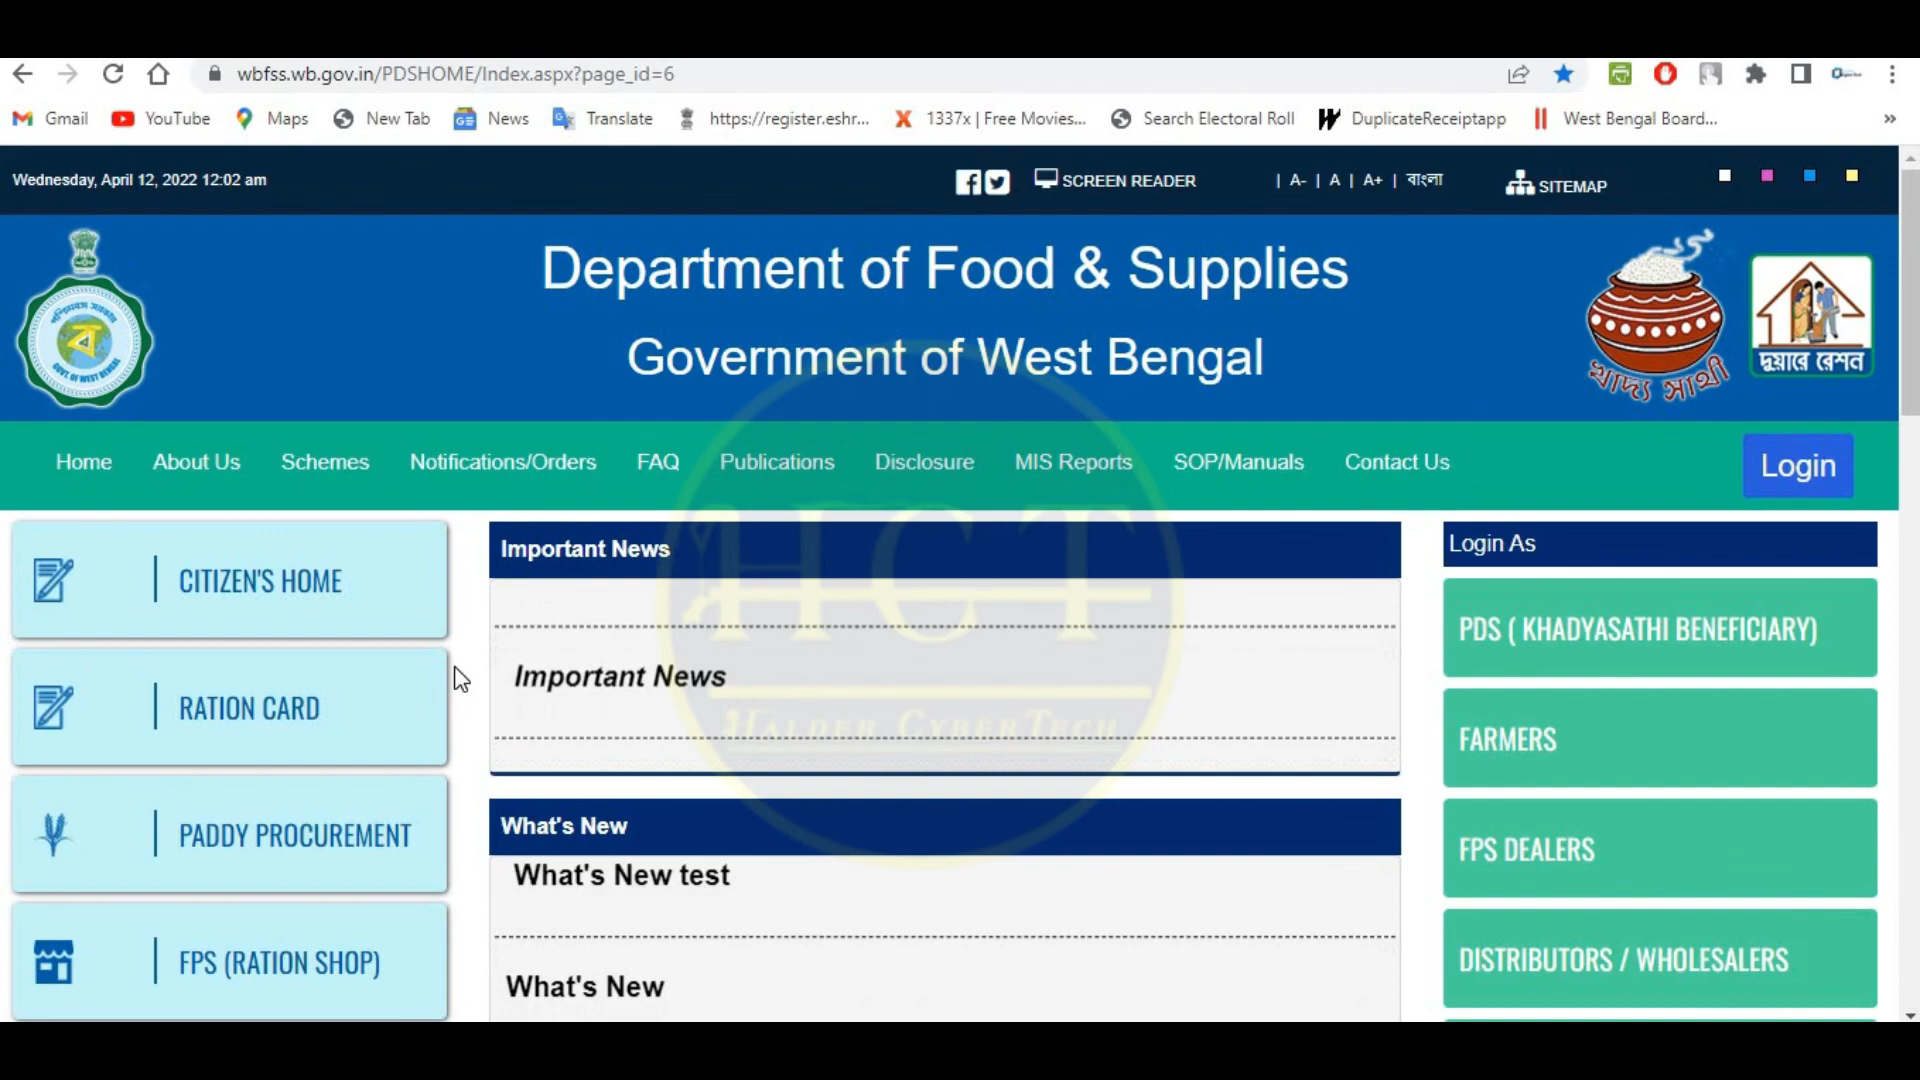 wbfss.wb.gov.in/PDSHOME/Index.aspx?page_id=6
Gmail YouTube Maps New Tab News Translate https://register.eshr... 1337x | Free Movies... Search Electoral Roll DuplicateReceiptapp West Bengal Board... »
Wednesday, April 12, 2022 12:02 am SCREEN READER | A- | A | A+ | বাংলা SITEMAP
Department of Food & Supplies
Government of West Bengal
খাদ্য সাথী
দুয়ারে রেশন
Home About Us Schemes Notifications/Orders FAQ Publications Disclosure MIS Reports SOP/Manuals Contact Us Login
CITIZEN'S HOME
RATION CARD
PADDY PROCUREMENT
FPS (RATION SHOP)
Important News
Important News
What's New
What's New test
What's New
HCT
HALDER CYBERTECH
Login As
PDS ( KHADYASATHI BENEFICIARY)
FARMERS
FPS DEALERS
DISTRIBUTORS / WHOLESALERS